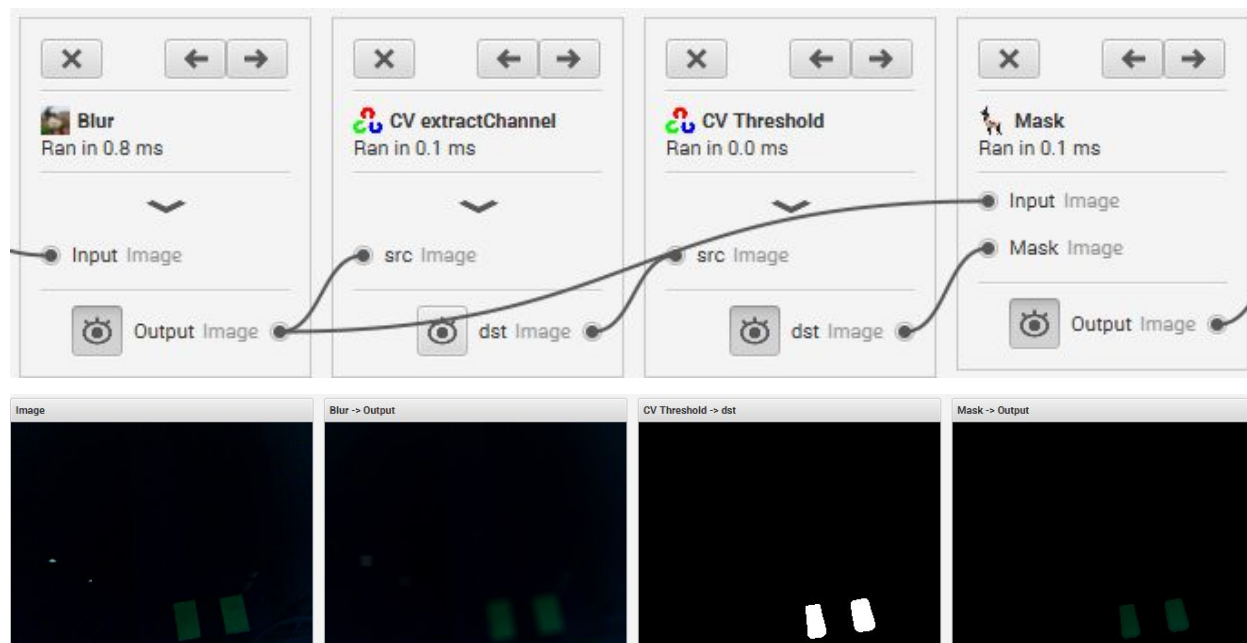 Blur
Ran in 0.8 ms
Input Image
Output Image
CV extractChannel
Ran in 0.1 ms
src Image
dst Image
CV Threshold
Ran in 0.0 ms
src Image
dst Image
Mask
Ran in 0.1 ms
Input Image
Mask Image
Output Image
Image
Blur -> Output
CV Threshold -> dst
Mask -> Output